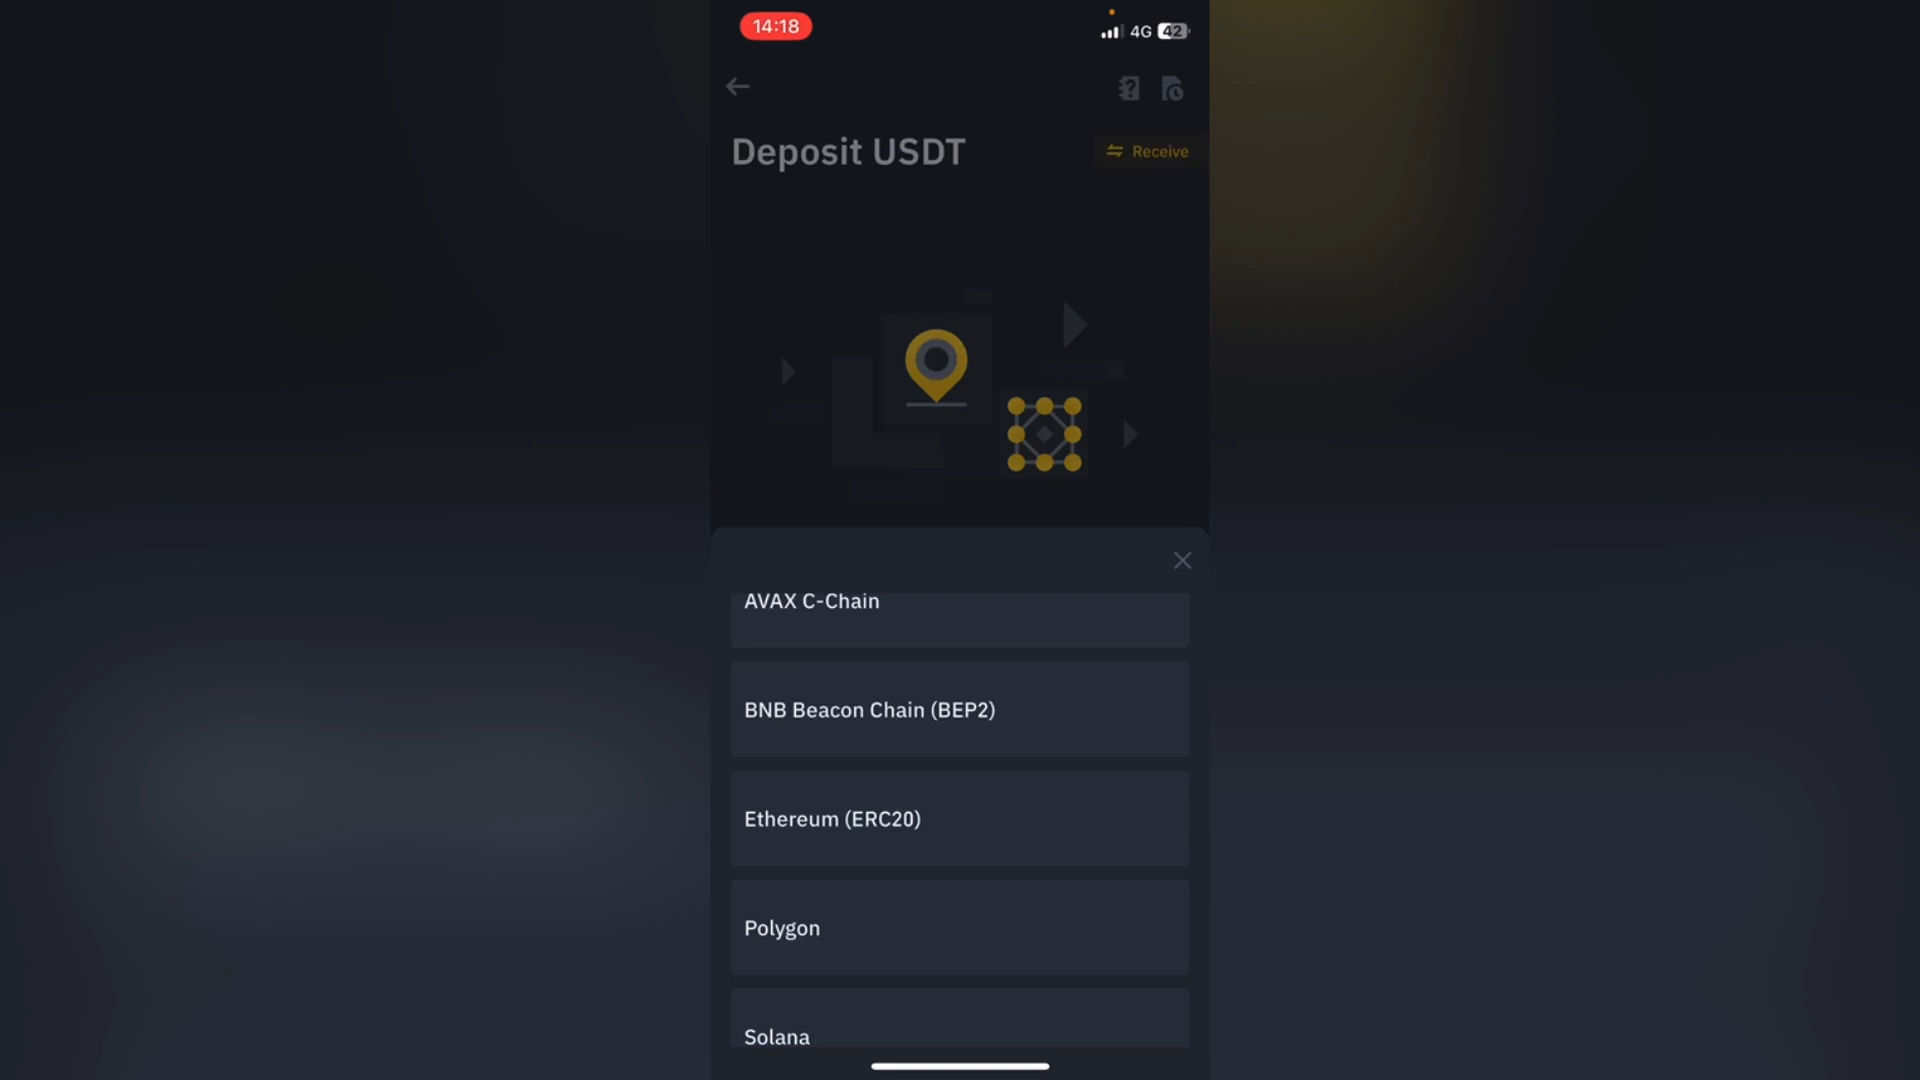 14:18
4G 42
Deposit USDT
Receive
AVAX C-Chain
BNB Beacon Chain (BEP2)
Ethereum (ERC20)
Polygon
Solana